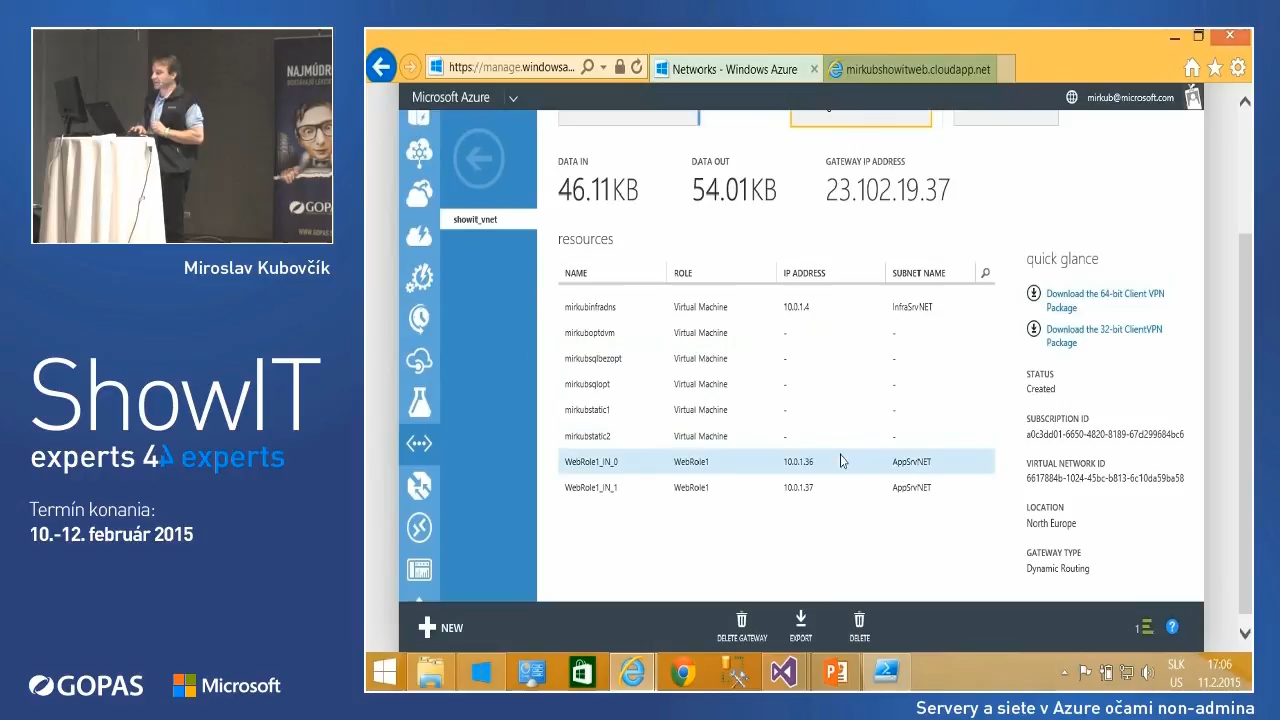 NAJMÚDR
GOPAS
Miroslav Kubovčík
ShowIT
experts 4 experts
Termín konania:
10.-12. február 2015
GOPAS
Microsoft
https://manage.windowsa...
Networks - Windows Azure
mirkubshowitweb.cloudapp.net
Microsoft Azure
mirkub@microsoft.com
showit_vnet
DATA IN
DATA OUT
GATEWAY IP ADDRESS
46.11KB
54.01KB
23.102.19.37
resources
NAME ROLE IP ADDRESS SUBNET NAME
mirkubinfradns Virtual Machine 10.0.1.4 InfraSrvNET
mirkuboptdvm Virtual Machine - -
mirkubsqlbezopt Virtual Machine - -
mirkubsqlopt Virtual Machine - -
mirkubstatic1 Virtual Machine - -
mirkubstatic2 Virtual Machine - -
WebRole1_IN_0 WebRole1 10.0.1.36 AppSrvNET
WebRole1_IN_1 WebRole1 10.0.1.37 AppSrvNET
quick glance
Download the 64-bit Client VPN
Package
Download the 32-bit ClientVPN
Package
STATUS
Created
SUBSCRIPTION ID
a0c3dd01-6650-4820-8189-67d299684bc6
VIRTUAL NETWORK ID
6617884b-1024-45bc-b813-6c10da59ba58
LOCATION
North Europe
GATEWAY TYPE
Dynamic Routing
NEW
DELETE GATEWAY
EXPORT
DELETE
1
SLK
US
17:06
11.2.2015
Servery a siete v Azure očami non-admina